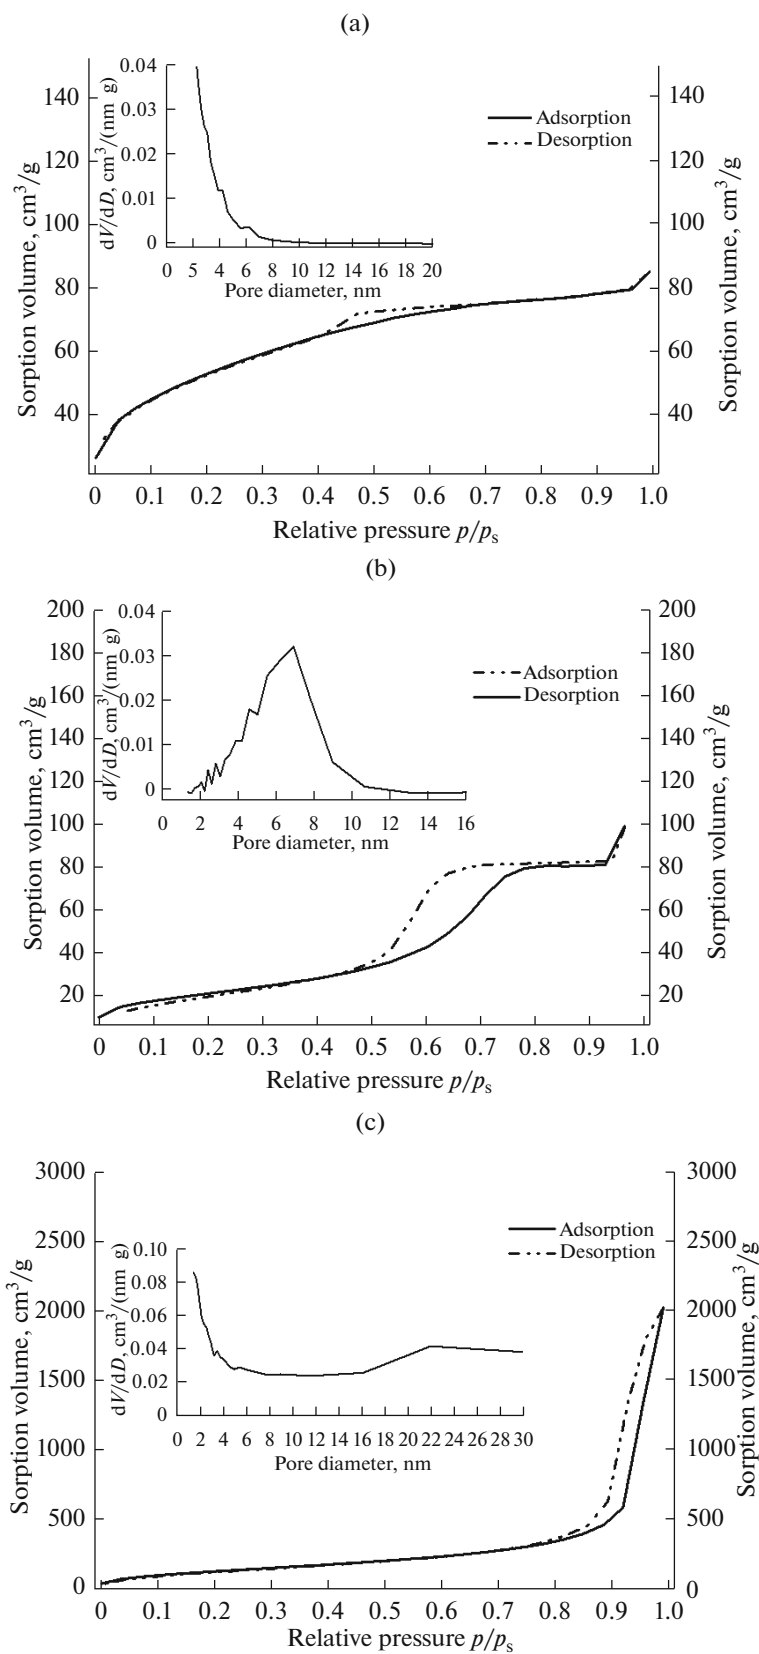 (a)
Sorption volume, cm³/g
140
120
100
80
60
40
dV/dD, cm³/(nm g)
0.04
0.03
0.02
0.01
0
0 5 4 6 8 10 12 14 16 18 20
Pore diameter, nm
Adsorption
Desorption
140
120
100
80
60
40
Sorption volume, cm³/g
0 0.1 0.2 0.3 0.4 0.5 0.6 0.7 0.8 0.9 1.0
Relative pressure p/pₛ
(b)
Sorption volume, cm³/g
200
180
160
140
120
100
80
60
40
20
dV/dD, cm³/(nm g)
0.04
0.03
0.02
0.01
0
0 2 4 6 8 10 12 14 16
Pore diameter, nm
Adsorption
Desorption
200
180
160
140
120
100
80
60
40
20
Sorption volume, cm³/g
0 0.1 0.2 0.3 0.4 0.5 0.6 0.7 0.8 0.9 1.0
Relative pressure p/pₛ
(c)
Sorption volume, cm³/g
3000
2500
2000
1500
1000
500
0
dV/dD, cm³/(nm g)
0.10
0.08
0.06
0.04
0.02
0
0 2 4 6 8 10 12 14 16 20 22 24 26 28 30
Pore diameter, nm
Adsorption
Desorption
3000
2500
2000
1500
1000
500
0
Sorption volume, cm³/g
0 0.1 0.2 0.3 0.4 0.5 0.6 0.7 0.8 0.9 1.0
Relative pressure p/pₛ